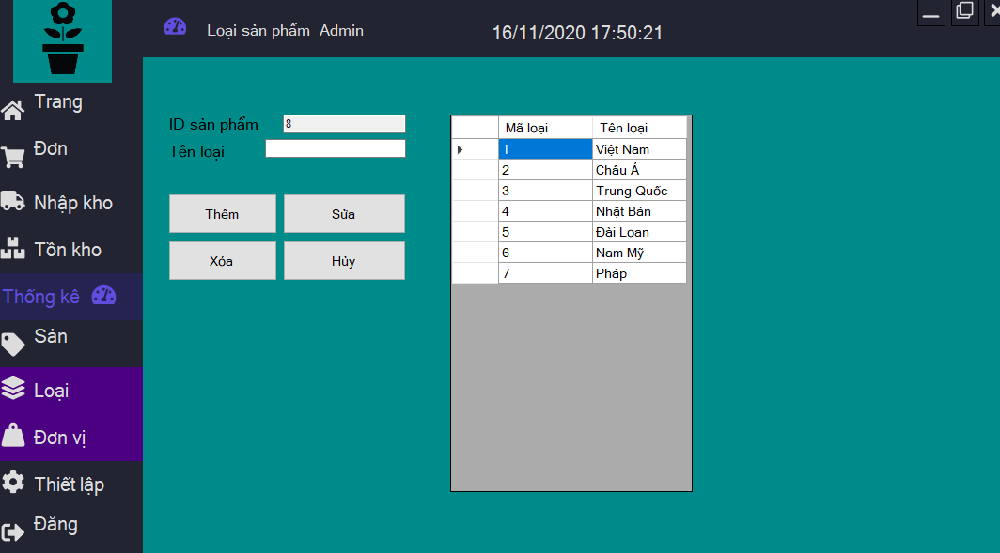 Loại sản phẩm Admin
16/11/2020 17:50:21
Trang
Đơn
Nhập kho
Tồn kho
Thống kê
Sản
Loại
Đơn vị
Thiết lập
Đăng
ID sản phẩm 8
Tên loại
Thêm Sửa
Xóa Hủy
Mã loại Tên loại
1 Việt Nam
2 Châu Á
3 Trung Quốc
4 Nhật Bản
5 Đài Loan
6 Nam Mỹ
7 Pháp